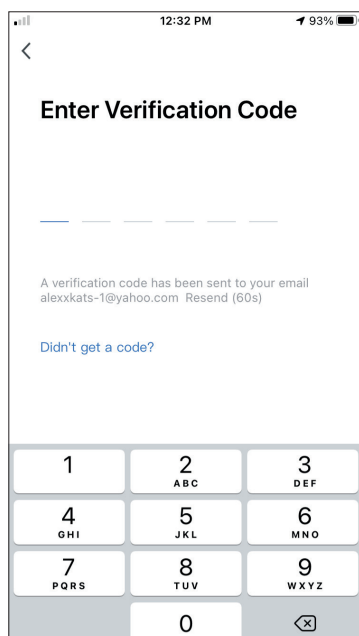 12:32 PM 93%
Enter Verification Code
A verification code has been sent to your email
alexxkats-1@yahoo.com Resend (60s)
Didn't get a code?
1 2 3
ABC DEF
4 5 6
GHI JKL MNO
7 8 9
PQRS TUV WXYZ
0